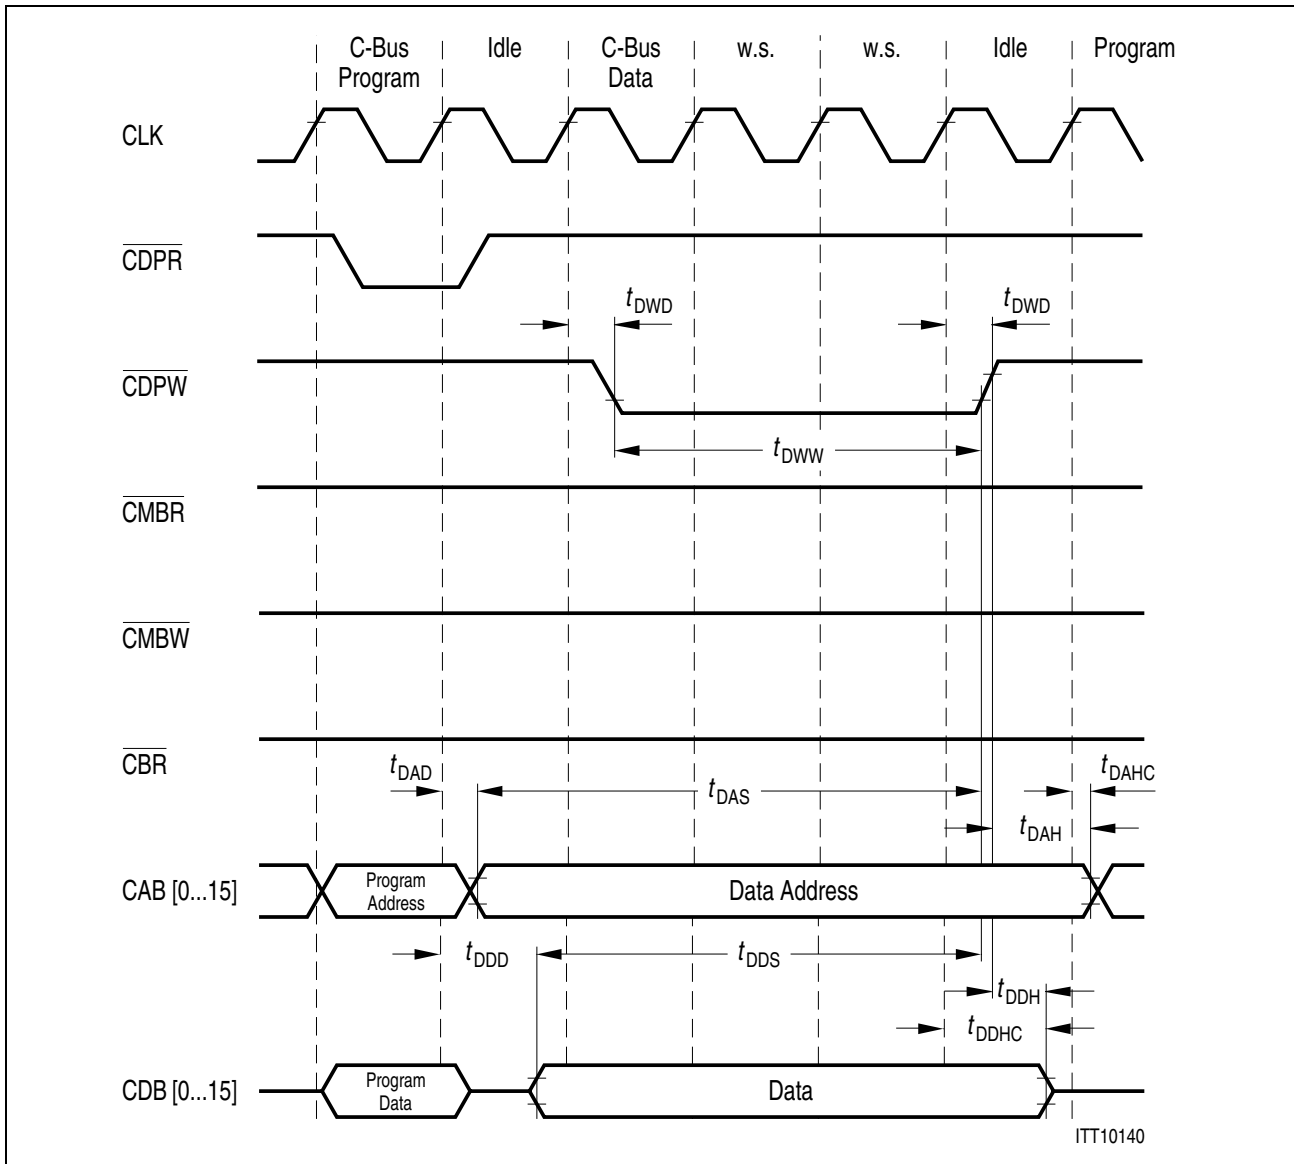 C-Bus Program Idle C-Bus Data w.s. w.s. Idle Program
CLK
CDPR
tDWD tDWD
CDPW
tDWW
CMBR
CMBW
CBR
tDAD tDAS tDAHC
tDAH
CAB [0...15] Program Address Data Address
tDDD tDDS
tDDH
tDDHC
CDB [0...15] Program Data Data
ITT10140